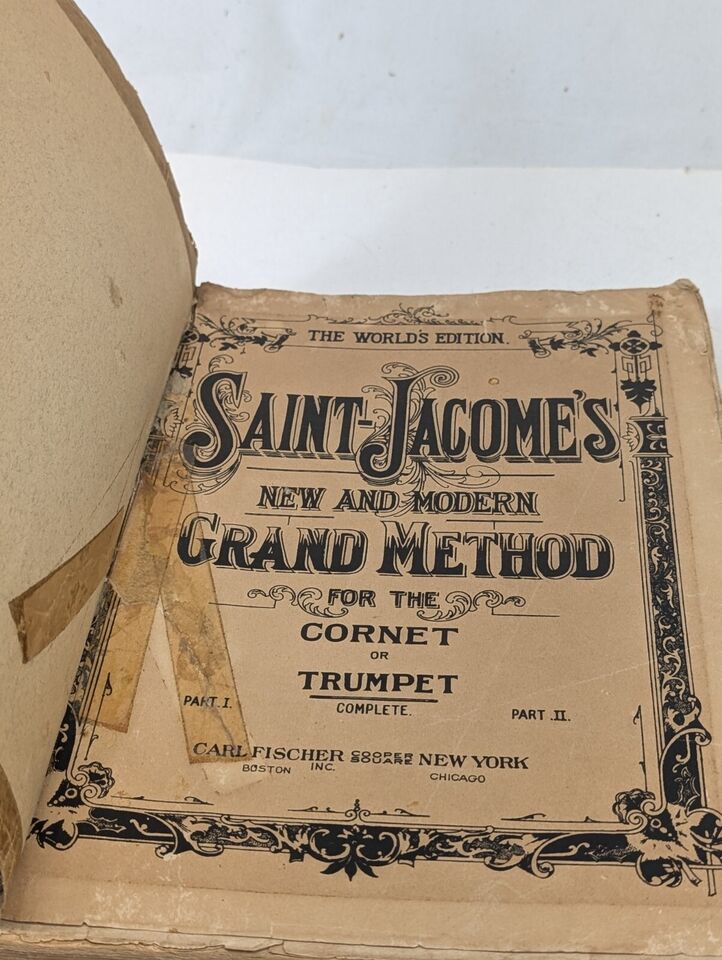 THE WORLD'S EDITION.
SAINT-JACOME'S
NEW AND MODERN
GRAND METHOD
FOR THE
CORNET
OR
TRUMPET
COMPLETE.
PART. I. PART. II.
CARL FISCHER COOPER SQUARE NEW YORK
BOSTON INC. CHICAGO